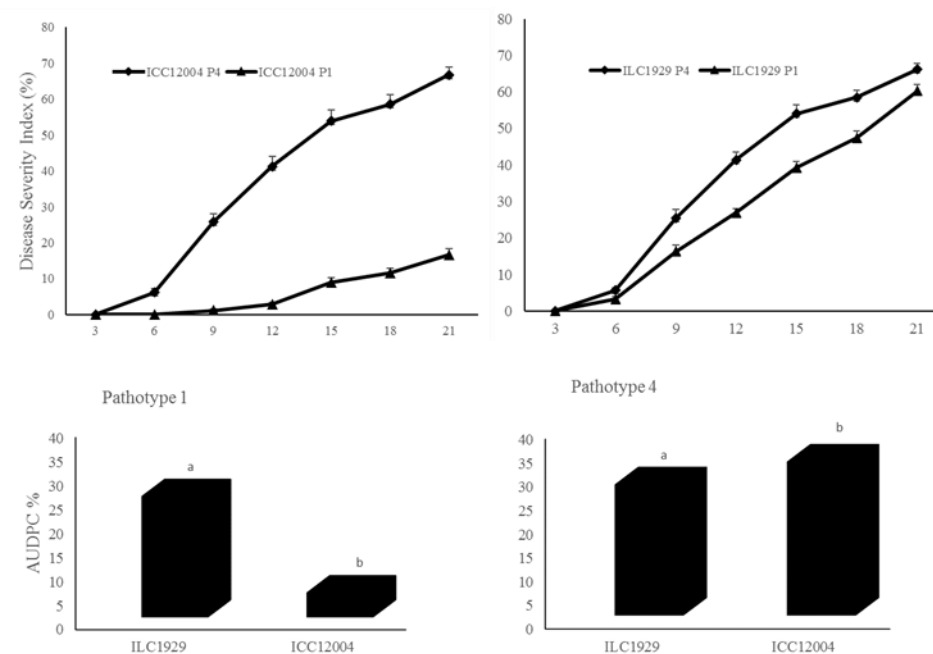 80
70
60
50
40
30
20
10
0
Disease Severity Index (%)
ICC12004 P4 ICC12004 P1
3 6 9 12 15 18 21
80
70
60
50
40
30
20
10
0
ILC1929 P4 ILC1929 P1
3 6 9 12 15 18 21
Pathotype 1
40
35
30
25
20
15
10
5
0
AUDPC %
a
b
ILC1929 ICC12004
Pathotype 4
40
35
30
25
20
15
10
5
0
a
b
ILC1929 ICC12004